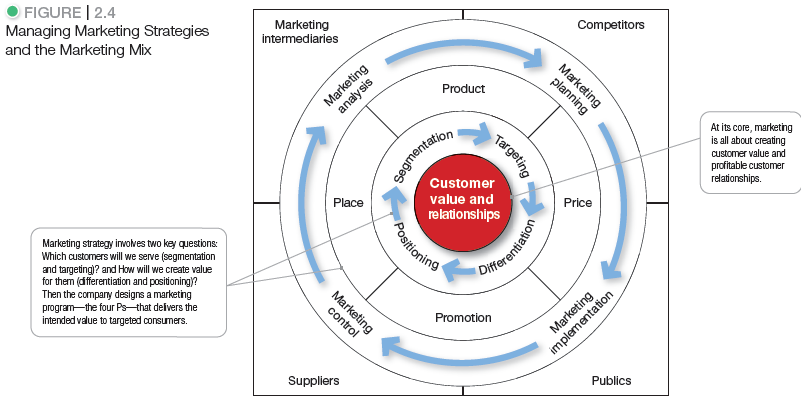 FIGURE | 2.4
Managing Marketing Strategies
and the Marketing Mix
Marketing
intermediaries
Competitors
Marketing
analysis
Marketing
planning
Product
Segmentation
Targeting
Customer
value and
relationships
Place
Price
Positioning
Differentiation
Promotion
Marketing
control
Marketing
implementation
Suppliers
Publics
At its core, marketing
is all about creating
customer value and
profitable customer
relationships.
Marketing strategy involves two key questions:
Which customers will we serve (segmentation
and targeting)? and How will we create value
for them (differentiation and positioning)?
Then the company designs a marketing
program—the four Ps—that delivers the
intended value to targeted consumers.